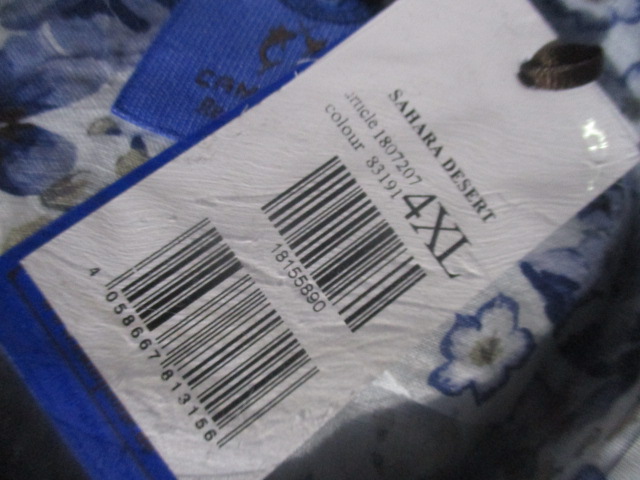 SAHARA DESERT
article 1807207
colour 83191
4XL
18155890
4 058667 813156